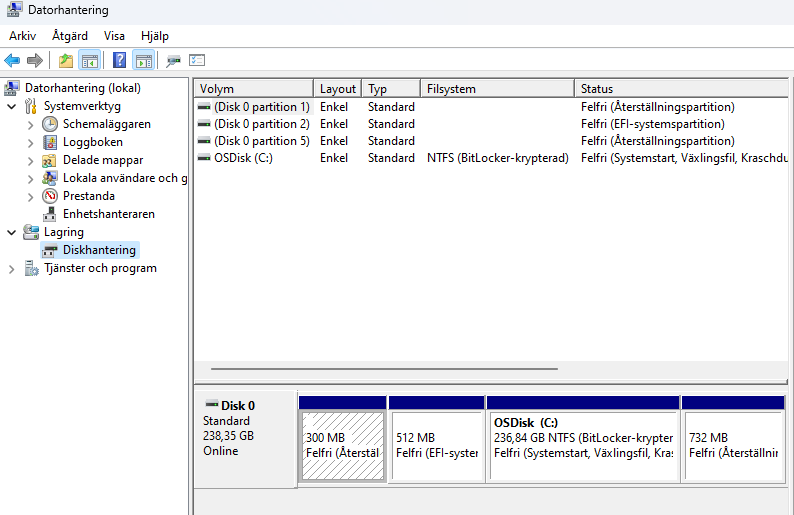 Datorhantering
Arkiv Åtgärd Visa Hjälp
Datorhantering (lokal)
Systemverktyg
Schemaläggaren
Loggboken
Delade mappar
Lokala användare och g
Prestanda
Enhetshanteraren
Lagring
Diskhantering
Tjänster och program
Volym Layout Typ Filsystem Status
(Disk 0 partition 1) Enkel Standard Felfri (Återställningspartition)
(Disk 0 partition 2) Enkel Standard Felfri (EFI-systemspartition)
(Disk 0 partition 5) Enkel Standard Felfri (Återställningspartition)
OSDisk (C:) Enkel Standard NTFS (BitLocker-krypterad) Felfri (Systemstart, Växlingsfil, Kraschdu
Disk 0
Standard
238,35 GB
Online
300 MB
Felfri (Återstäl
512 MB
Felfri (EFI-syster
OSDisk (C:)
236,84 GB NTFS (BitLocker-krypter
Felfri (Systemstart, Växlingsfil, Kra
732 MB
Felfri (Återställnir